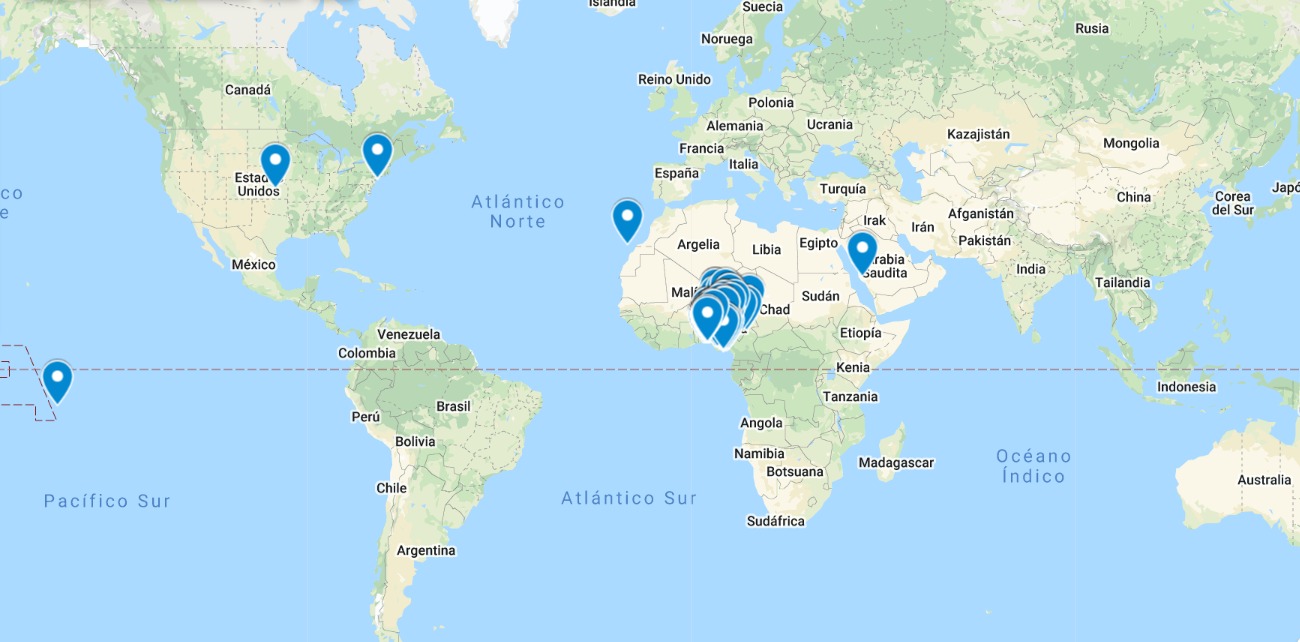 Islandia
Suecia
Noruega
Rusia
Canadá
Reino Unido
Polonia
Alemania
Ucrania
Francia
Kazajistán
Mongolia
Italia
España
Estad
Unidos
Turquía
China
Japó
Corea
del Sur
co
e
Atlántico
Norte
Afganistán
Irak
Irán
Argelia
Libia
Egipto
Pakistán
México
rabia
Saudita
India
Tailandia
Malí
Sudán
Chad
Venezuela
Etiopía
Colombia
Kenia
Indonesia
Tanzania
Brasil
Perú
Angola
Bolivia
Namibia
Botsuana
Madagascar
Océano
Índico
Australia
Chile
Pacífico Sur
Atlántico Sur
Sudáfrica
Argentina